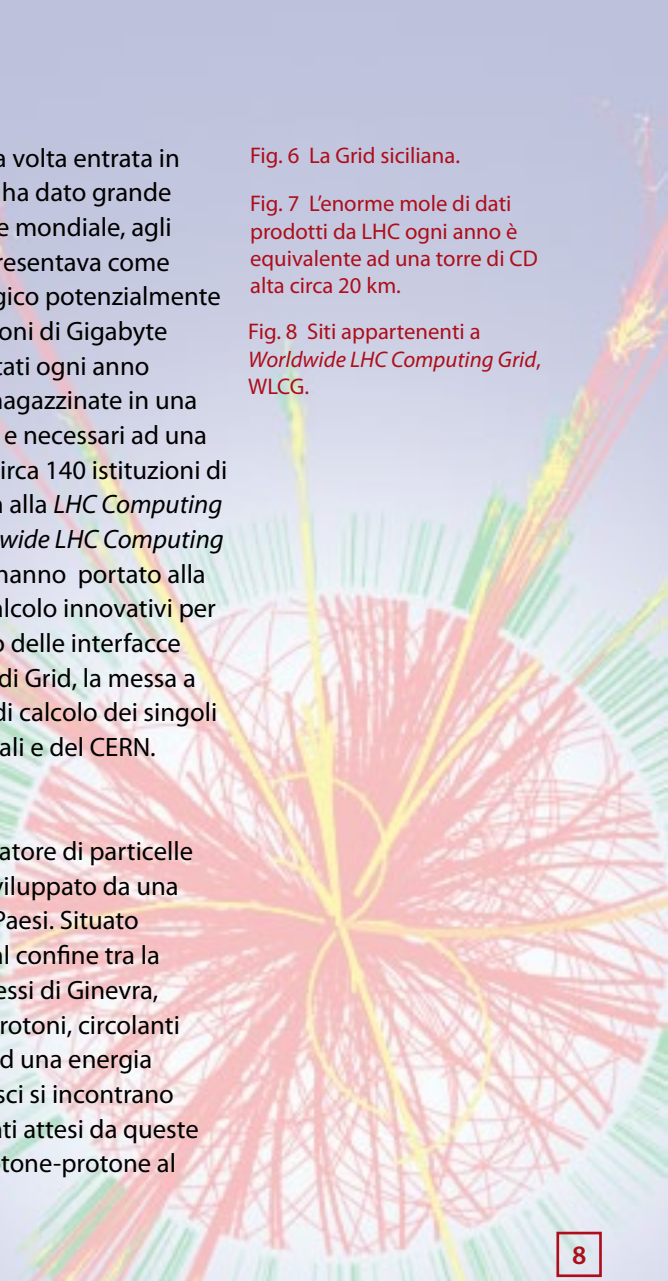 a volta entrata in
ha dato grande
e mondiale, agli
resentava come
gico potenzialmente
oni di Gigabyte
tati ogni anno
nagazzinate in una
e necessari ad una
irca 140 istituzioni di
a alla LHC Computing
wide LHC Computing
hanno portato alla
alcolo innovativi per
o delle interfacce
di Grid, la messa a
di calcolo dei singoli
ali e del CERN.
atore di particelle
viluppato da una
Paesi. Situato
al confine tra la
essi di Ginevra,
rotoni, circolanti
d una energia
sci si incontrano
nti attesi da queste
tone-protone al
Fig. 6 La Grid siciliana.
Fig. 7 L'enorme mole di dati
prodotti da LHC ogni anno è
equivalente ad una torre di CD
alta circa 20 km.
Fig. 8 Siti appartenenti a
Worldwide LHC Computing Grid,
WLCG.
8